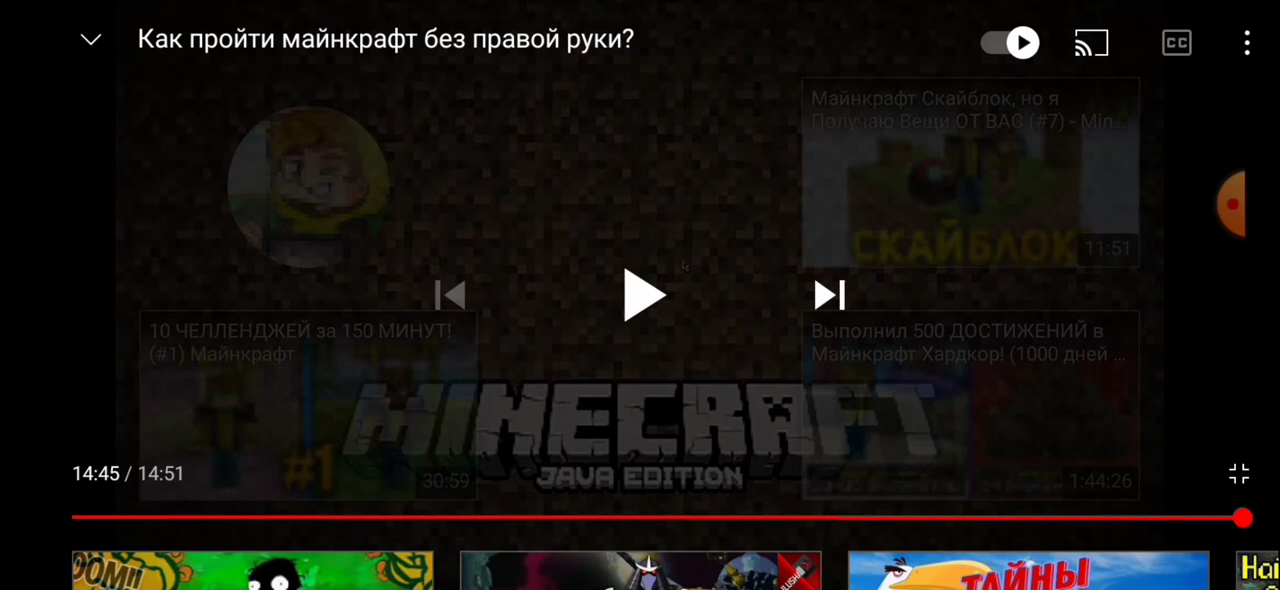 Как пройти майнкрафт без правой руки?
CC
Майнкрафт Скайблок, но я
Получаю Вещи ОТ ВАС (#7) - Min...
СКАЙБЛОК
11:51
10 ЧЕЛЛЕНДЖЕЙ за 150 МИНУТ!
(#1) Майнкрафт
#1
30:59
Выполнил 500 ДОСТИЖЕНИЙ в
Майнкрафт Хардкор! (1000 дней ...
1:44:26
MINECRAFT
JAVA EDITION
14:45 / 14:51
ТАЙНЫ